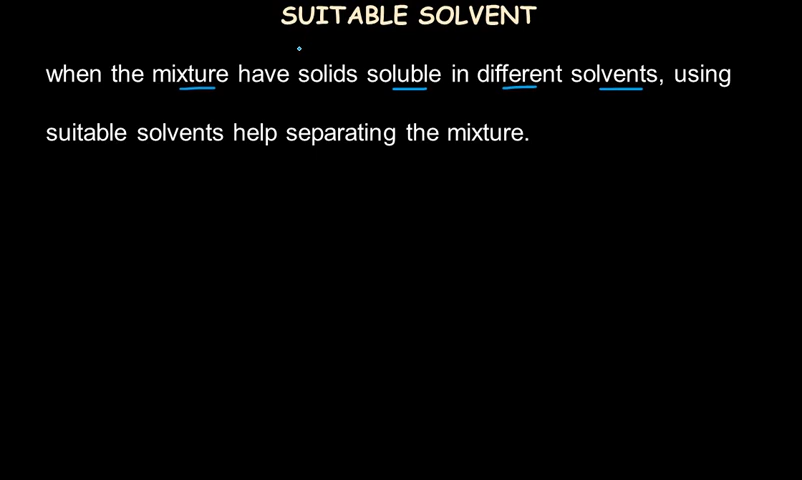 SUITABLE SOLVENT
when the mixture have solids soluble in different solvents, using
suitable solvents help separating the mixture.